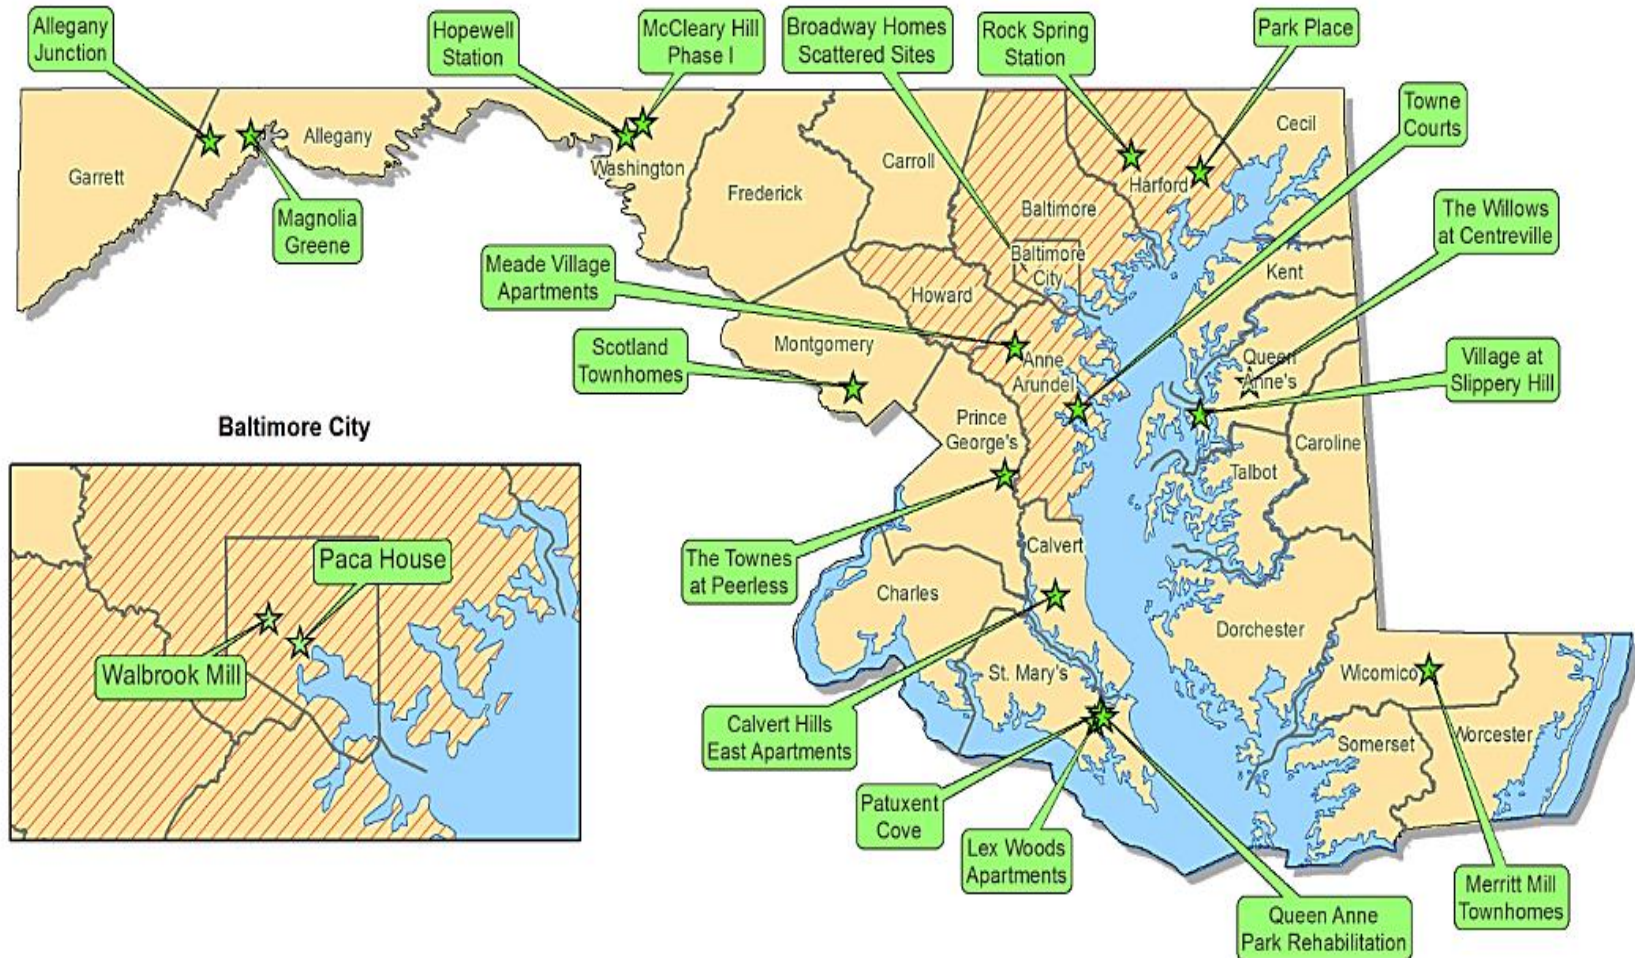 Allegany
Junction
Hopewell
Station
McCleary Hill
Phase I
Broadway Homes
Scattered Sites
Rock Spring
Station
Park Place
Towne
Courts
Cecil
Garrett
Allegany
Washington
Frederick
Carroll
Harford
Baltimore
Magnolia
Greene
The Willows
at Centreville
Meade Village
Apartments
Baltimore
City
Kent
Howard
Scotland
Townhomes
Montgomery
Anne
Arundel
Queen
Anne's
Village at
Slippery Hill
Prince
George's
Caroline
Talbot
Baltimore City
Paca House
Walbrook Mill
The Townes
at Peerless
Calvert
Charles
Dorchester
St. Mary's
Wicomico
Calvert Hills
East Apartments
Somerset
Worcester
Patuxent
Cove
Lex Woods
Apartments
Queen Anne
Park Rehabilitation
Merritt Mill
Townhomes